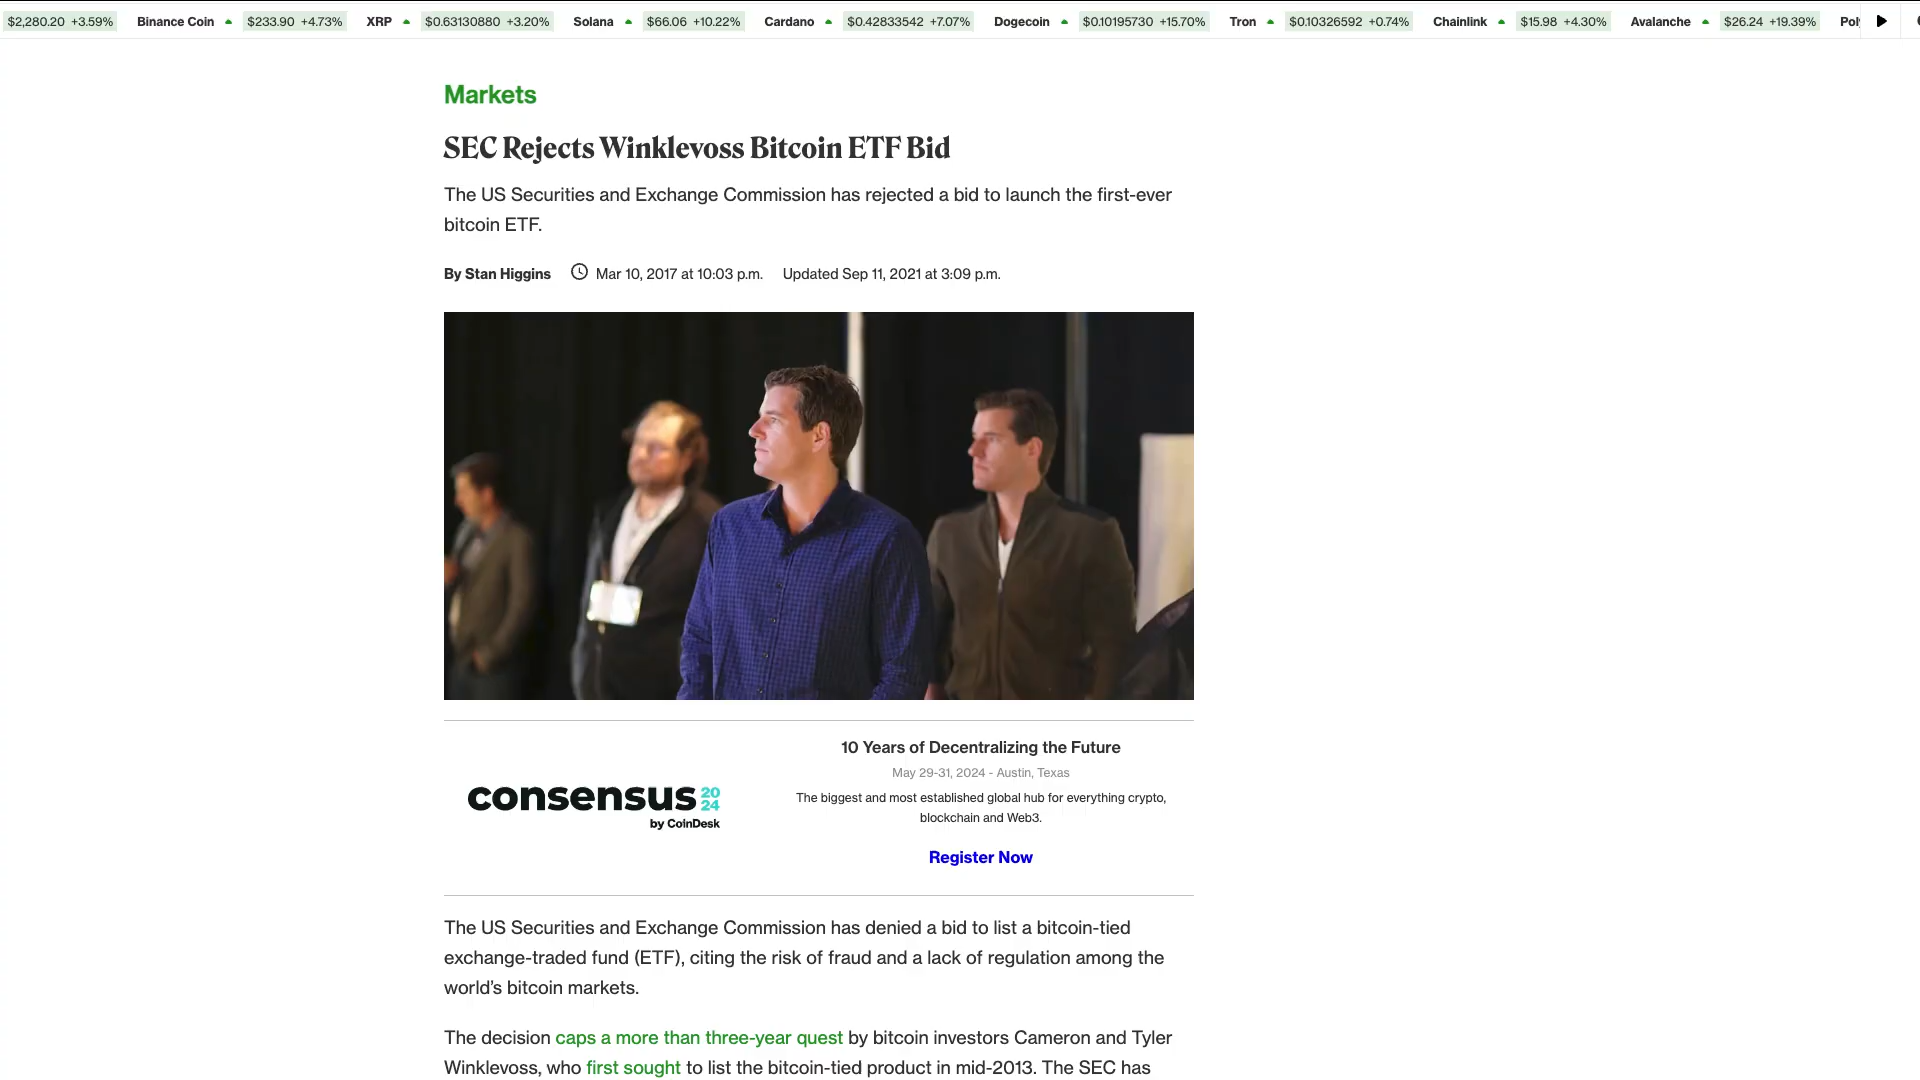 $2,280.20 +3.59% Binance Coin $233.90 +4.73% XRP $0.63130880 +3.20% Solana $66.06 +10.22% Cardano $0.42833542 +7.07% Dogecoin $0.10195730 +15.70% Tron $0.10326592 +0.74% Chainlink $15.98 +4.30% Avalanche $26.24 +19.39%
Markets
SEC Rejects Winklevoss Bitcoin ETF Bid
The US Securities and Exchange Commission has rejected a bid to launch the first-ever
bitcoin ETF.
By Stan Higgins Mar 10, 2017 at 10:03 p.m. Updated Sep 11, 2021 at 3:09 p.m.
consensus 2024
by CoinDesk
10 Years of Decentralizing the Future
May 29-31, 2024 - Austin, Texas
The biggest and most established global hub for everything crypto,
blockchain and Web3.
Register Now
The US Securities and Exchange Commission has denied a bid to list a bitcoin-tied
exchange-traded fund (ETF), citing the risk of fraud and a lack of regulation among the
world's bitcoin markets.
The decision caps a more than three-year quest by bitcoin investors Cameron and Tyler
Winklevoss, who first sought to list the bitcoin-tied product in mid-2013. The SEC has